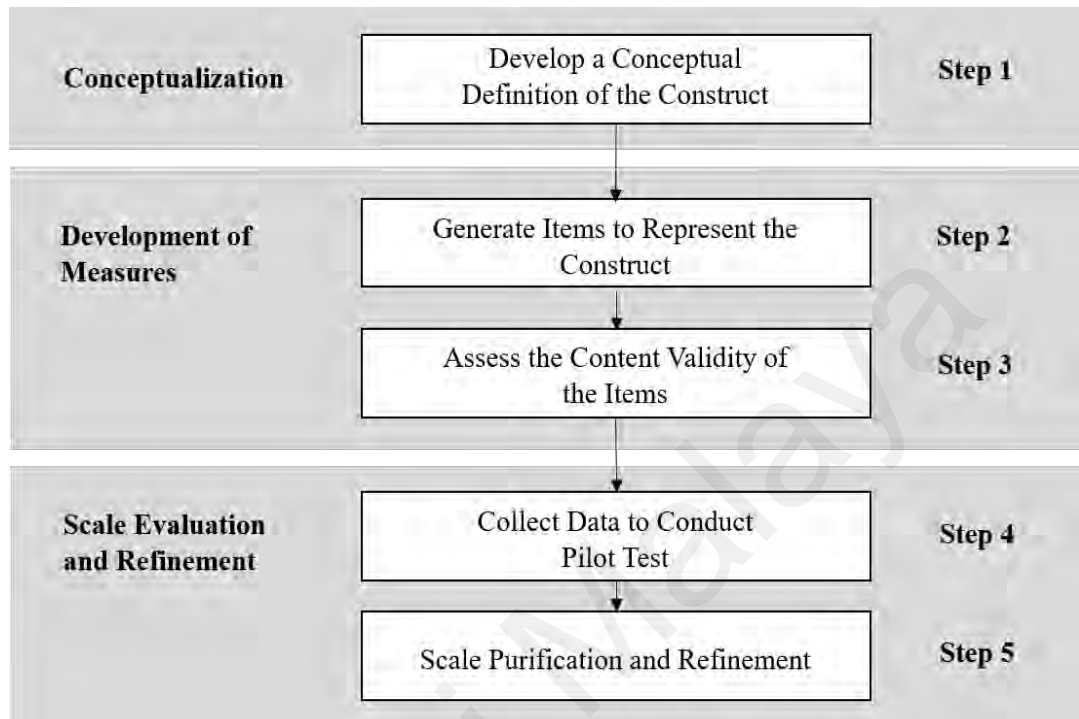 Conceptualization
Develop a Conceptual
Definition of the Construct
Step 1
Development of
Measures
Generate Items to Represent the
Construct
Step 2
Assess the Content Validity of
the Items
Step 3
Scale Evaluation
and Refinement
Collect Data to Conduct
Pilot Test
Step 4
Scale Purification and Refinement
Step 5
Malaya